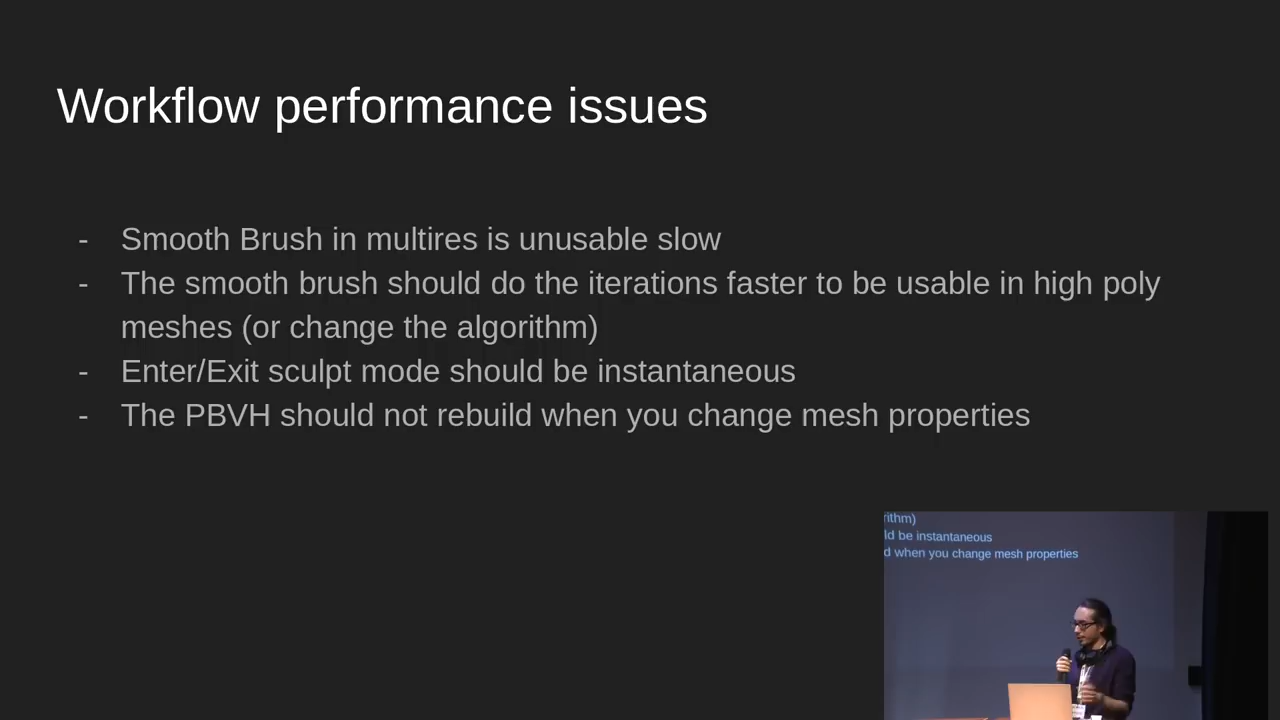 Workflow performance issues
- Smooth Brush in multires is unusable slow
- The smooth brush should do the iterations faster to be usable in high poly
meshes (or change the algorithm)
- Enter/Exit sculpt mode should be instantaneous
- The PBVH should not rebuild when you change mesh properties
rithm)
ld be instantaneous
d when you change mesh properties